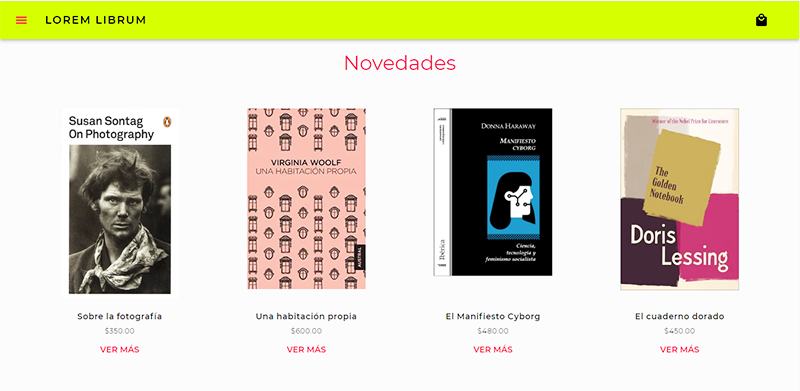 LOREM LIBRUM
Novedades
Susan Sontag
On Photography
VIRGINIA WOOLF
UNA HABITACIÓN PROPIA
AUSTRAL
DONNA HARAWAY
MANIFIESTO
CYBORG
Ciencia,
tecnología y
feminismo socialista
Winner of the Nobel Prize for Literature
The
Golden
Notebook
Doris
Lessing
Sobre la fotografía
$350.00
VER MÁS
Una habitación propia
$600.00
VER MÁS
El Manifiesto Cyborg
$480.00
VER MÁS
El cuaderno dorado
$450.00
VER MÁS